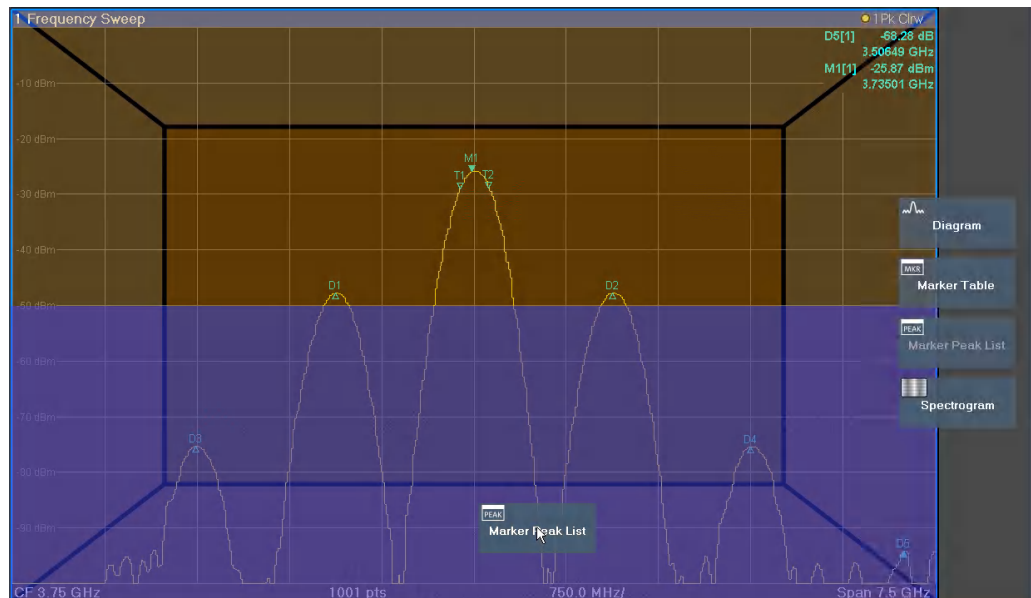 1 Frequency Sweep
1Pk Clrw
D5[1] -68.28 dB
3.50649 GHz
M1[1] -25.87 dBm
3.73501 GHz
-10 dBm
-20 dBm
M1
T1 T2
-30 dBm
-40 dBm
D1 D2
-50 dBm
-60 dBm
D3 D4
-70 dBm
-80 dBm
-90 dBm
D5
CF 3.75 GHz 1001 pts 750.0 MHz/ Span 7.5 GHz
Diagram
MKR
Marker Table
PEAK
Marker Peak List
Spectrogram
PEAK
Marker Peak List